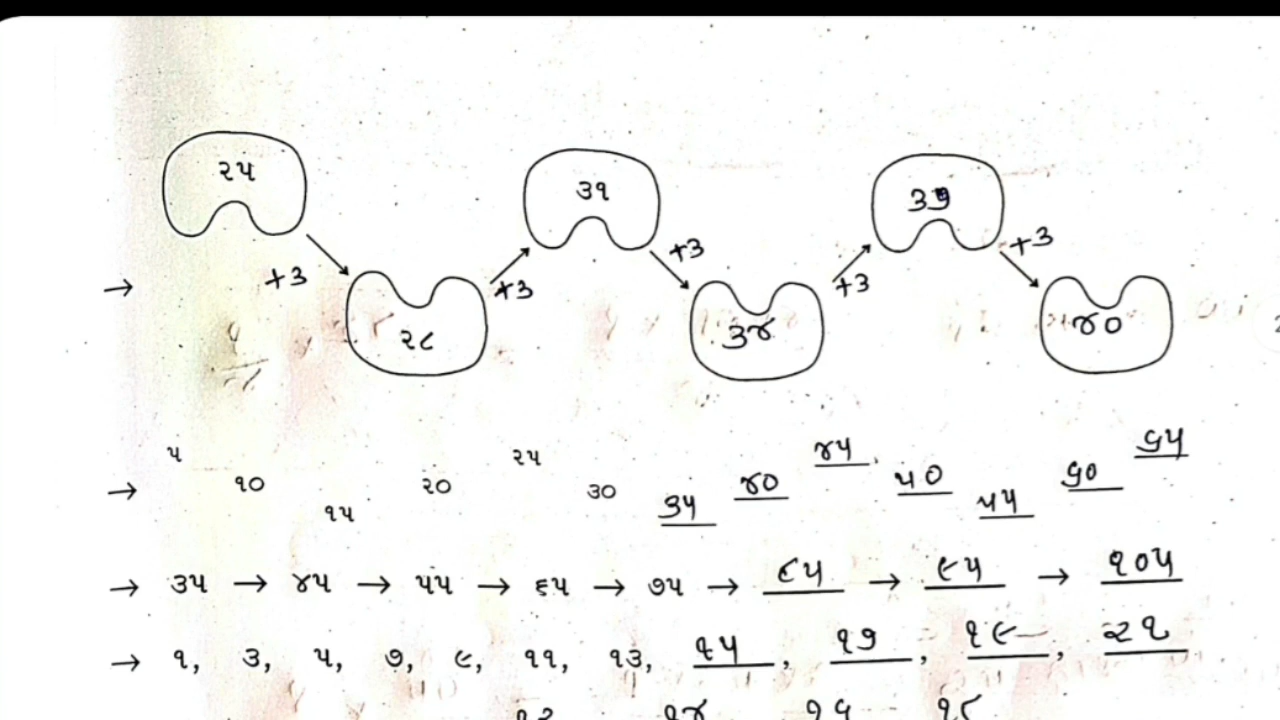 ૨૫ ૩૧ ૩૭
+૩ +૩ +૩ +૩ +૩
→ ૨૮ ૩૪ ૪૦
→ ૫ ૧૦ ૧૫ ૨૦ ૨૫ ૩૦ ૩૫ ૪૦ ૪૫ ૫૦ ૫૫ ૬૦ ૬૫
→ ૩૫ → ૪૫ → ૫૫ → ૬૫ → ૭૫ → ૮૫ → ૯૫ → ૧૦૫
→ ૧, ૩, ૫, ૭, ૯, ૧૧, ૧૩, ૧૫, ૧૭, ૧૯, ૨૧